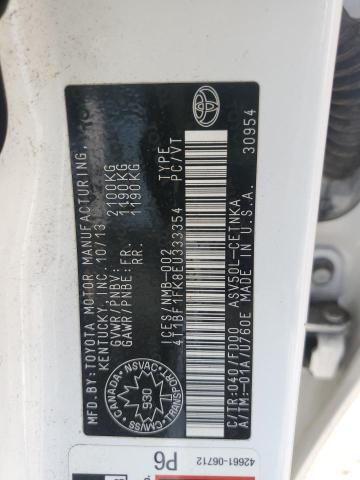 MFD.BY:TOYOTA MOTOR MANUFACTURING,
KENTUCKY, INC. 10/13
GVWR/PNBV: 2100KG
GAWR/PNBE:FR. 1190KG
RR. 1190KG
ICES/NMB-002 TYPE
4T1BF1FK8EU333354 PC/VT
C/TR:040/FD00 ASV50L-CETNKA
A/TM:-01A/U760E MADE IN U.S.A.
30954
CANADA
NSVAC
930
CMVSS
TRANSPORT
42661-06712
P6